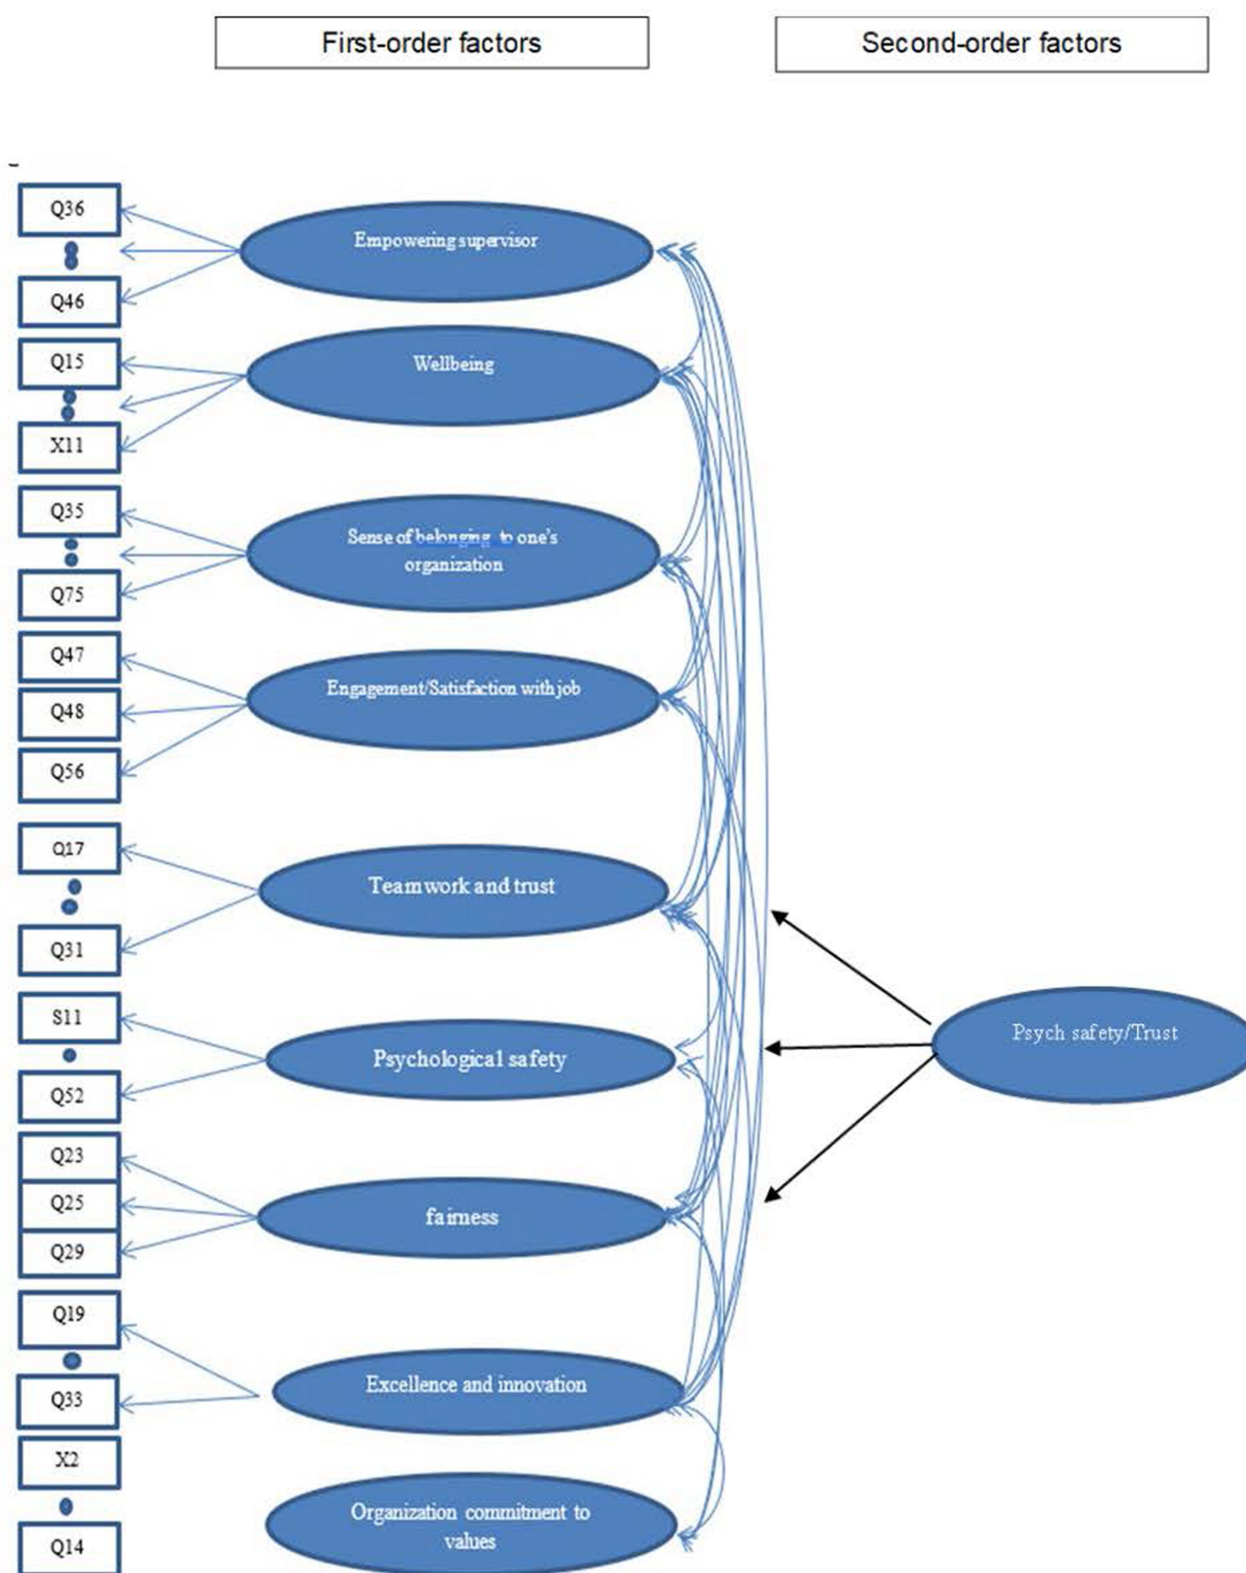 First-order factors
Second-order factors
Q36
Empowering supervisor
Q46
Q15
Wellbeing
X11
Q35
Sense of belonging to one's
organization
Q75
Q47
Engagement/Satisfaction with job
Q48
Q56
Q17
Teamwork and trust
Q31
S11
Psychological safety
Psych safety/Trust
Q52
Q23
Q25
fairness
Q29
Q19
Excellence and innovation
Q33
X2
Organization commitment to
values
Q14